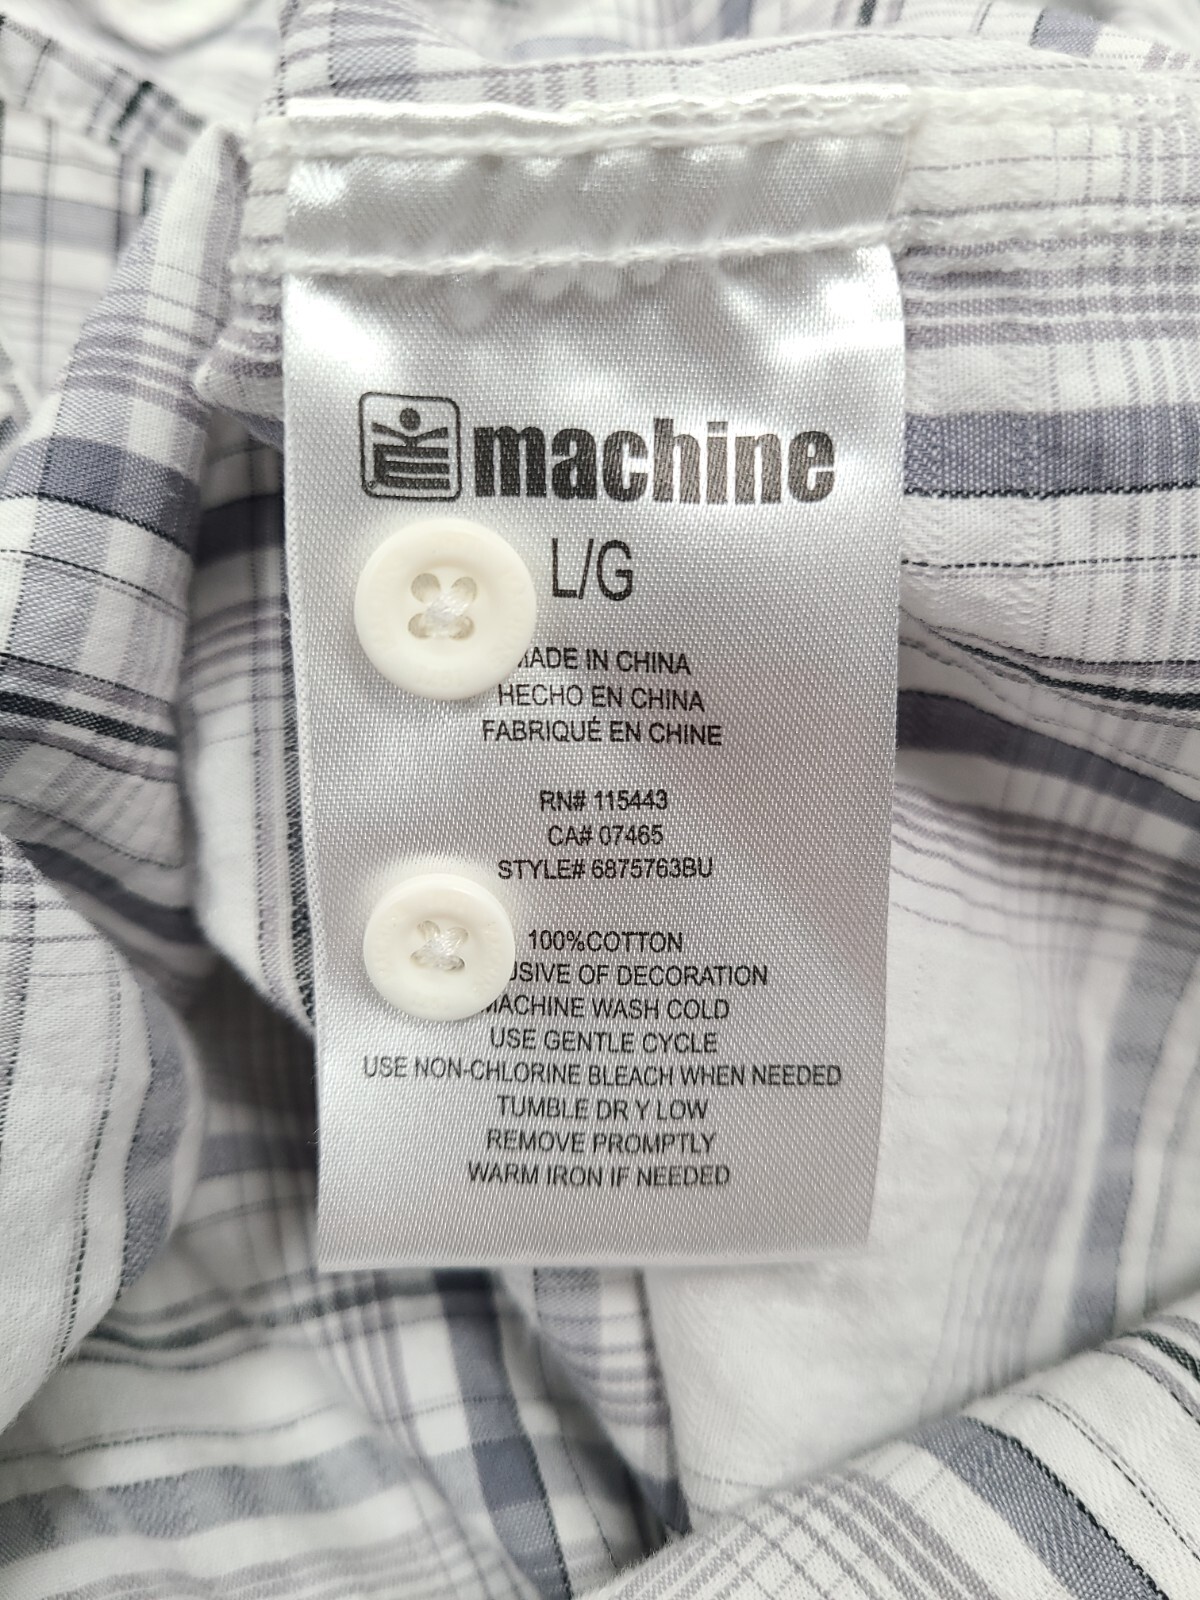 machine
L/G
MADE IN CHINA
HECHO EN CHINA
FABRIQUÉ EN CHINE
RN# 115443
CA# 07465
STYLE# 6875763BU
100%COTTON
OF DECORATION
MACHINE WASH COLD
USE GENTLE CYCLE
USE NON-CHLORINE BLEACH WHEN NEEDED
TUMBLE DRY LOW
REMOVE PROMPTLY
WARM IRON IF NEEDED